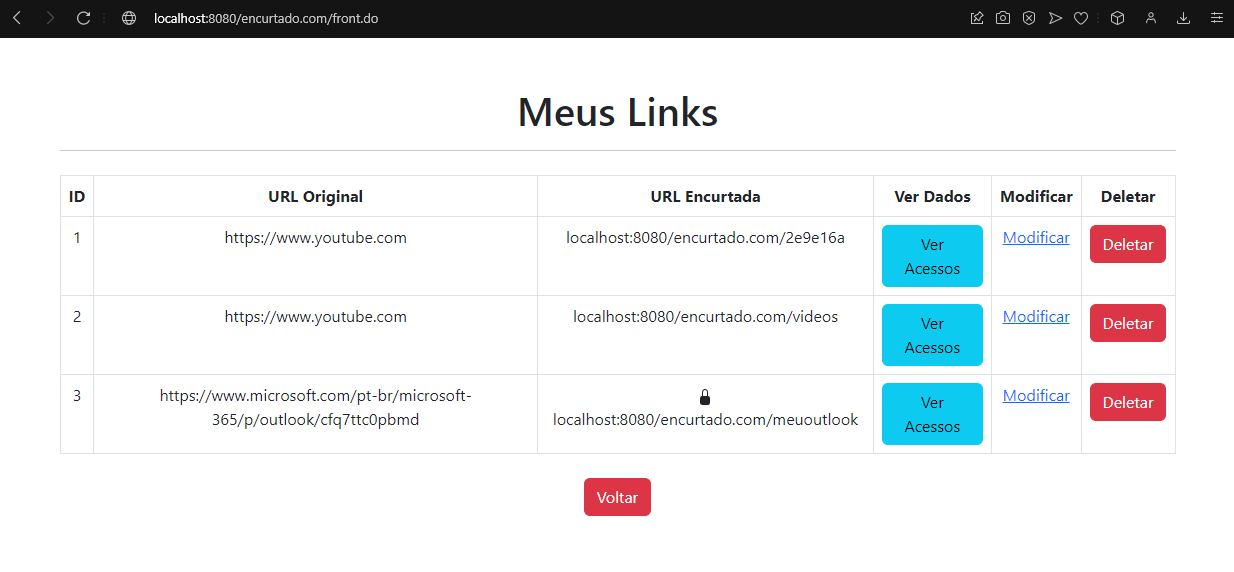 localhost:8080/encurtado.com/front.do
Meus Links
ID URL Original URL Encurtada Ver Dados Modificar Deletar
1 https://www.youtube.com localhost:8080/encurtado.com/2e9e16a Ver Acessos Modificar Deletar
2 https://www.youtube.com localhost:8080/encurtado.com/videos Ver Acessos Modificar Deletar
3 https://www.microsoft.com/pt-br/microsoft-
365/p/outlook/cfq7ttc0pbmd localhost:8080/encurtado.com/meuoutlook Ver Acessos Modificar Deletar
Voltar